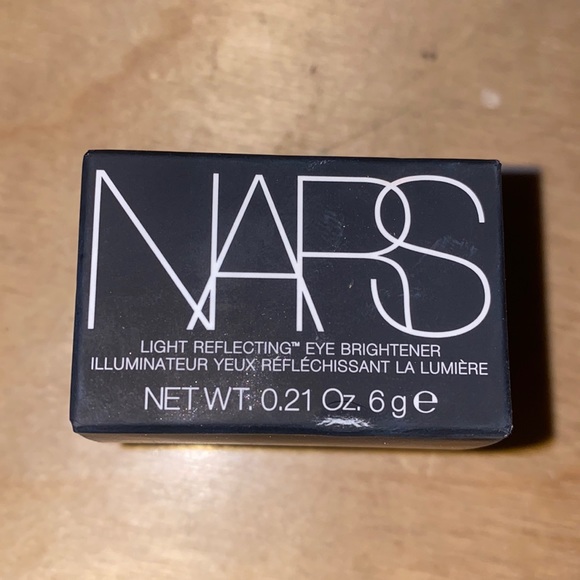 NARS
LIGHT REFLECTING™ EYE BRIGHTENER
ILLUMINATEUR YEUX RÉFLÉCHISSANT LA LUMIÈRE
NET WT. 0.21 Oz. 6 g ℮